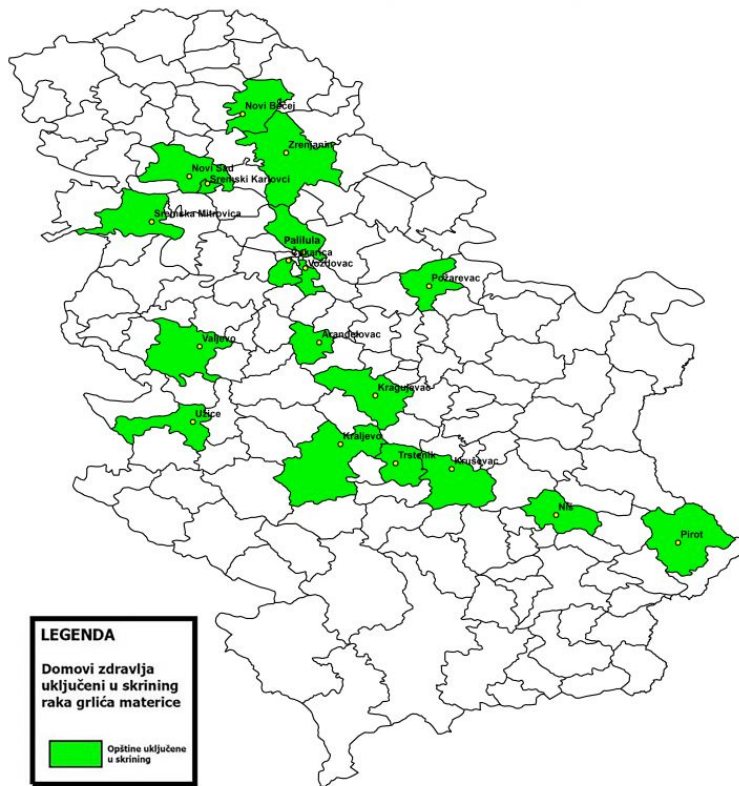 Novi Bečej
Zrenjanin
Novi Sad
Sremski Karlovci
Sremska Mitrovica
Palilula
Voždovac
Požarevac
Valjevo
Aranđelovac
Kragujevac
Užice
Kraljevo
Trstenik
Kruševac
Niš
Pirot
LEGENDA
Domovi zdravlja
uključeni u skrining
raka grlića materice
Opštine uključene
u skrining